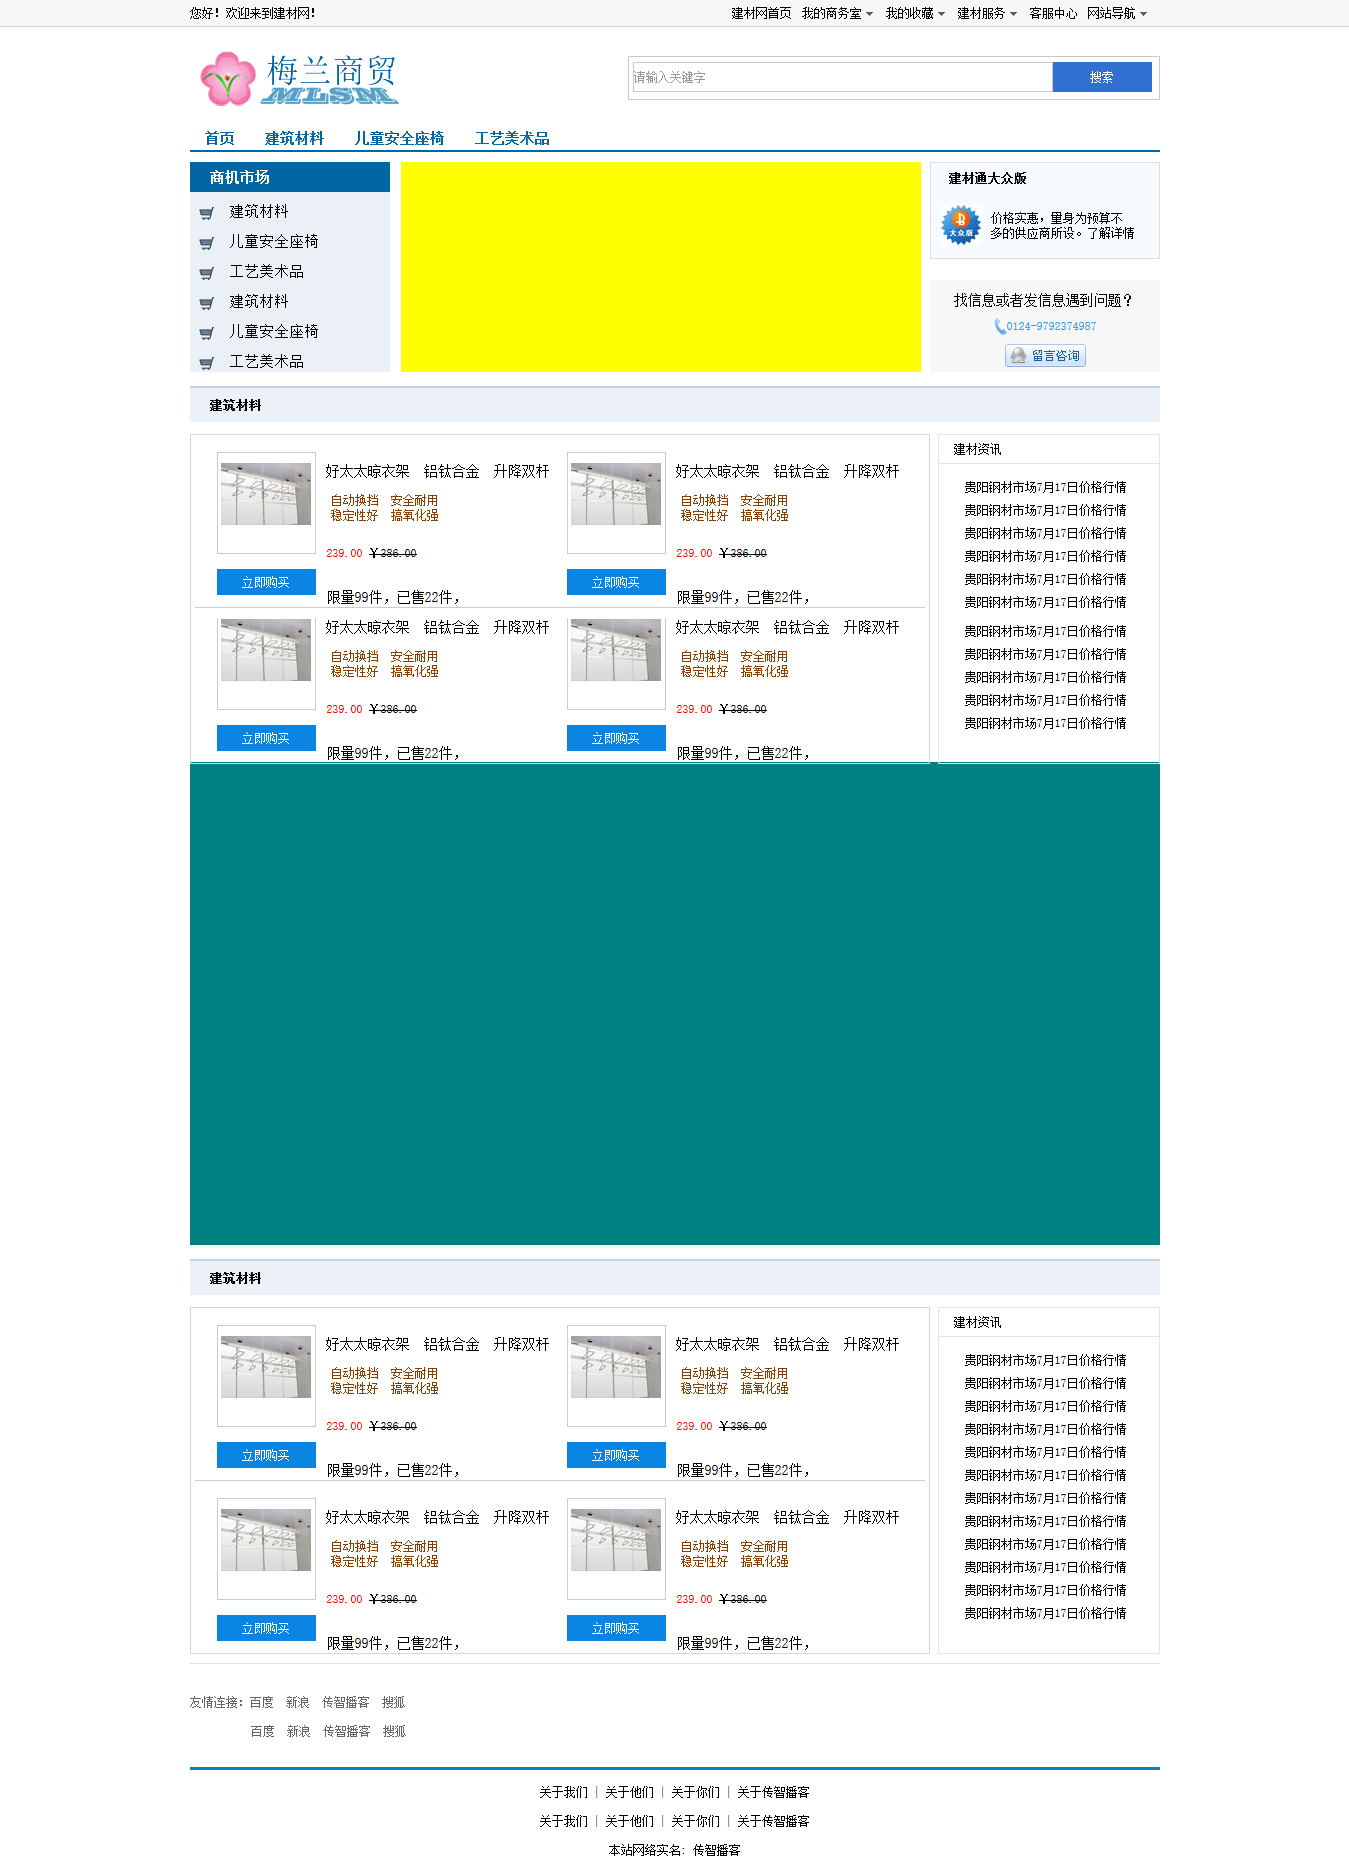 您好！欢迎来到建材网！
建材网首页 我的商务室 我的收藏 建材服务 客服中心 网站导航
梅兰商贸
MLSM
请输入关键字 搜索
首页 建筑材料 儿童安全座椅 工艺美术品
商机市场
建筑材料
儿童安全座椅
工艺美术品
建筑材料
儿童安全座椅
工艺美术品
建材通大众版
大众版
价格实惠，量身为预算不
多的供应商所设。了解详情
找信息或者发信息遇到问题？
0124-9792374987
留言咨询
建筑材料
好太太晾衣架 铝钛合金 升降双杆
自动换挡 安全耐用
稳定性好 搞氧化强
239.00 ￥386.00
立即购买
限量99件，已售22件，
好太太晾衣架 铝钛合金 升降双杆
自动换挡 安全耐用
稳定性好 搞氧化强
239.00 ￥386.00
立即购买
限量99件，已售22件，
好太太晾衣架 铝钛合金 升降双杆
自动换挡 安全耐用
稳定性好 搞氧化强
239.00 ￥386.00
立即购买
限量99件，已售22件，
好太太晾衣架 铝钛合金 升降双杆
自动换挡 安全耐用
稳定性好 搞氧化强
239.00 ￥386.00
立即购买
限量99件，已售22件，
建材资讯
贵阳钢材市场7月17日价格行情
贵阳钢材市场7月17日价格行情
贵阳钢材市场7月17日价格行情
贵阳钢材市场7月17日价格行情
贵阳钢材市场7月17日价格行情
贵阳钢材市场7月17日价格行情
贵阳钢材市场7月17日价格行情
贵阳钢材市场7月17日价格行情
贵阳钢材市场7月17日价格行情
贵阳钢材市场7月17日价格行情
贵阳钢材市场7月17日价格行情
建筑材料
好太太晾衣架 铝钛合金 升降双杆
自动换挡 安全耐用
稳定性好 搞氧化强
239.00 ￥386.00
立即购买
限量99件，已售22件，
好太太晾衣架 铝钛合金 升降双杆
自动换挡 安全耐用
稳定性好 搞氧化强
239.00 ￥386.00
立即购买
限量99件，已售22件，
好太太晾衣架 铝钛合金 升降双杆
自动换挡 安全耐用
稳定性好 搞氧化强
239.00 ￥386.00
立即购买
限量99件，已售22件，
好太太晾衣架 铝钛合金 升降双杆
自动换挡 安全耐用
稳定性好 搞氧化强
239.00 ￥386.00
立即购买
限量99件，已售22件，
建材资讯
贵阳钢材市场7月17日价格行情
贵阳钢材市场7月17日价格行情
贵阳钢材市场7月17日价格行情
贵阳钢材市场7月17日价格行情
贵阳钢材市场7月17日价格行情
贵阳钢材市场7月17日价格行情
贵阳钢材市场7月17日价格行情
贵阳钢材市场7月17日价格行情
贵阳钢材市场7月17日价格行情
贵阳钢材市场7月17日价格行情
贵阳钢材市场7月17日价格行情
贵阳钢材市场7月17日价格行情
友情连接：百度 新浪 传智播客 搜狐
百度 新浪 传智播客 搜狐
关于我们 | 关于他们 | 关于你们 | 关于传智播客
关于我们 | 关于他们 | 关于你们 | 关于传智播客
本站网络实名：传智播客